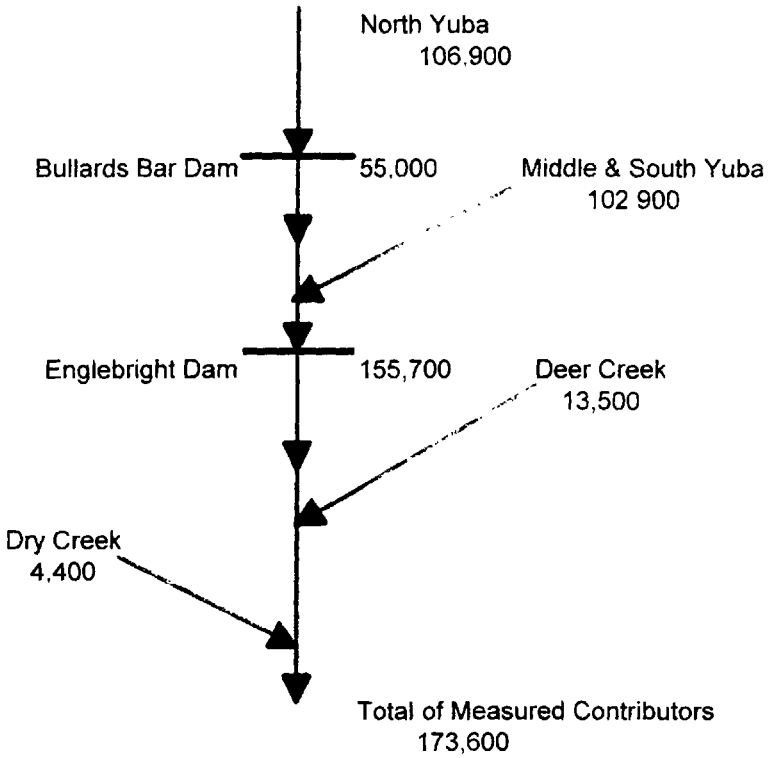 North Yuba
106,900
Bullards Bar Dam 55,000
Middle & South Yuba
102 900
Englebright Dam 155,700
Deer Creek
13,500
Dry Creek
4,400
Total of Measured Contributors
173,600